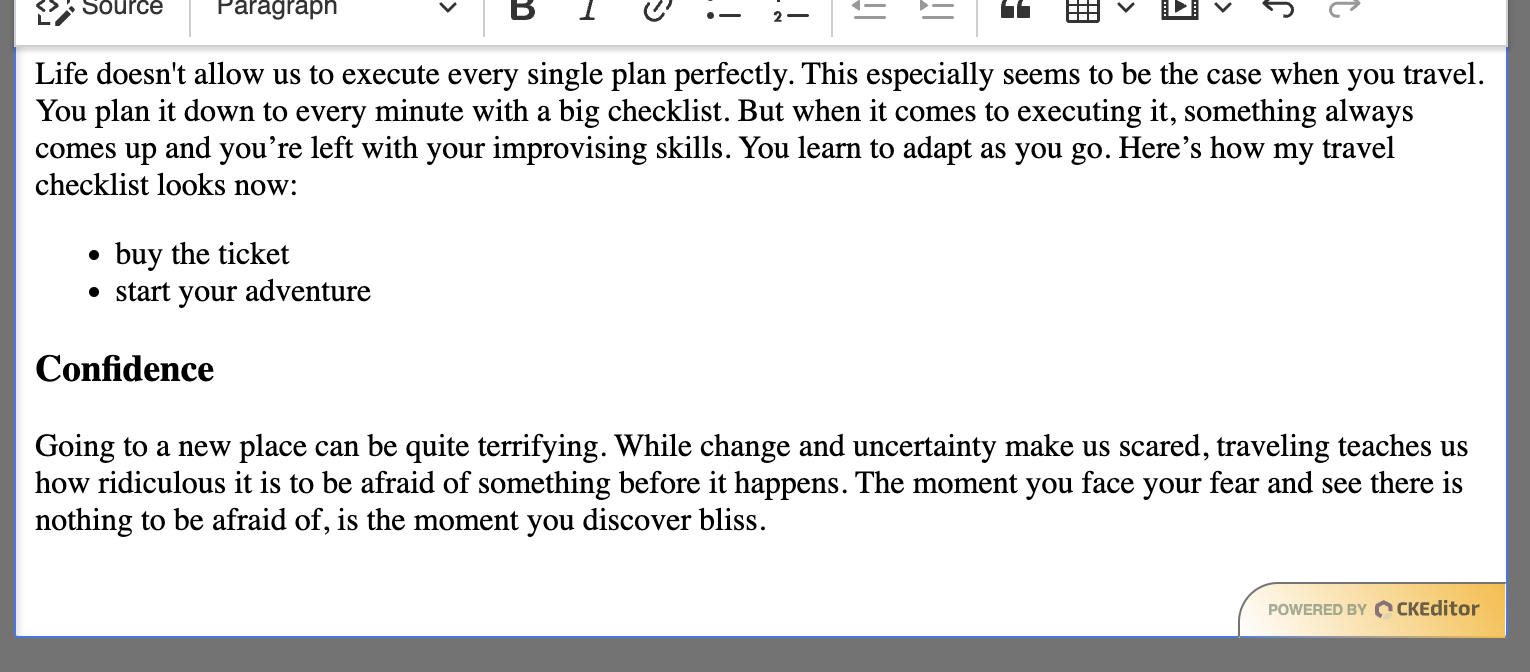 Source Paragraph B I
Life doesn't allow us to execute every single plan perfectly. This especially seems to be the case when you travel.
You plan it down to every minute with a big checklist. But when it comes to executing it, something always
comes up and you’re left with your improvising skills. You learn to adapt as you go. Here’s how my travel
checklist looks now:
• buy the ticket
• start your adventure
Confidence
Going to a new place can be quite terrifying. While change and uncertainty make us scared, traveling teaches us
how ridiculous it is to be afraid of something before it happens. The moment you face your fear and see there is
nothing to be afraid of, is the moment you discover bliss.
POWERED BY CKEditor